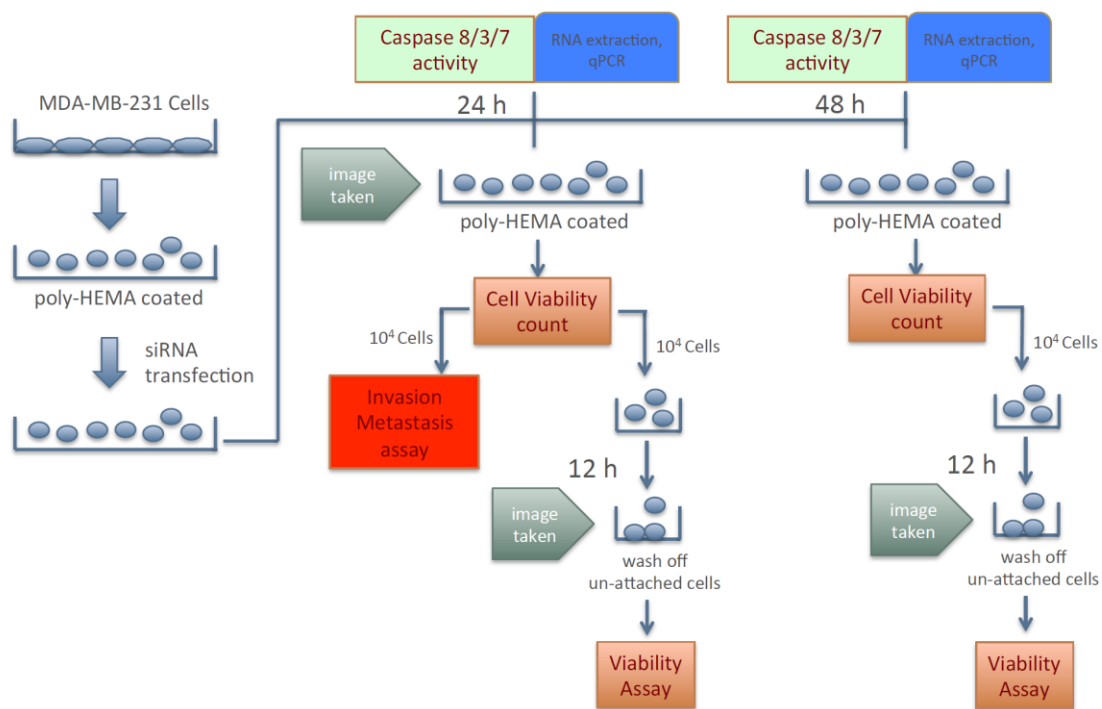 MDA-MB-231 Cells
poly-HEMA coated
siRNA
transfection
Caspase 8/3/7
activity
RNA extraction,
qPCR
24 h
image
taken
poly-HEMA coated
Cell Viability
count
10⁴ Cells
10⁴ Cells
Invasion
Metastasis
assay
12 h
image
taken
wash off
un-attached cells
Viability
Assay
Caspase 8/3/7
activity
RNA extraction,
qPCR
48 h
poly-HEMA coated
Cell Viability
count
10⁴ Cells
12 h
image
taken
wash off
un-attached cells
Viability
Assay